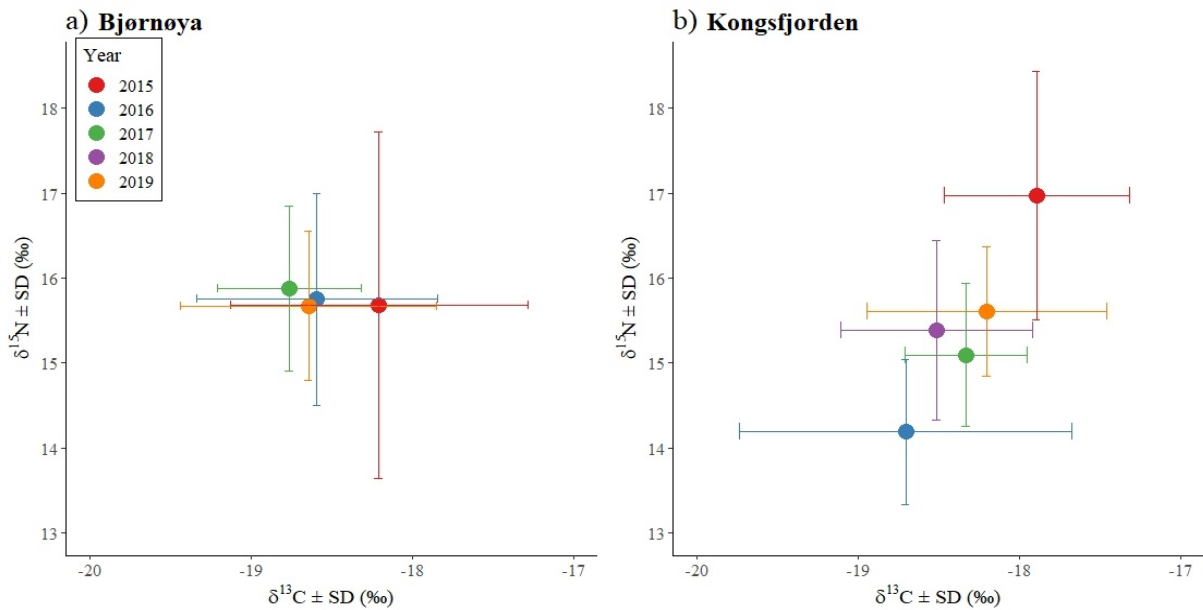 a) Bjørnøya
Year
2015
2016
2017
2018
2019
18
17
16
15
14
13
δ¹⁵N ± SD (‰)
-20 -19 -18 -17
δ¹³C ± SD (‰)
b) Kongsfjorden
18
17
16
15
14
13
δ¹⁵N ± SD (‰)
-20 -19 -18 -17
δ¹³C ± SD (‰)